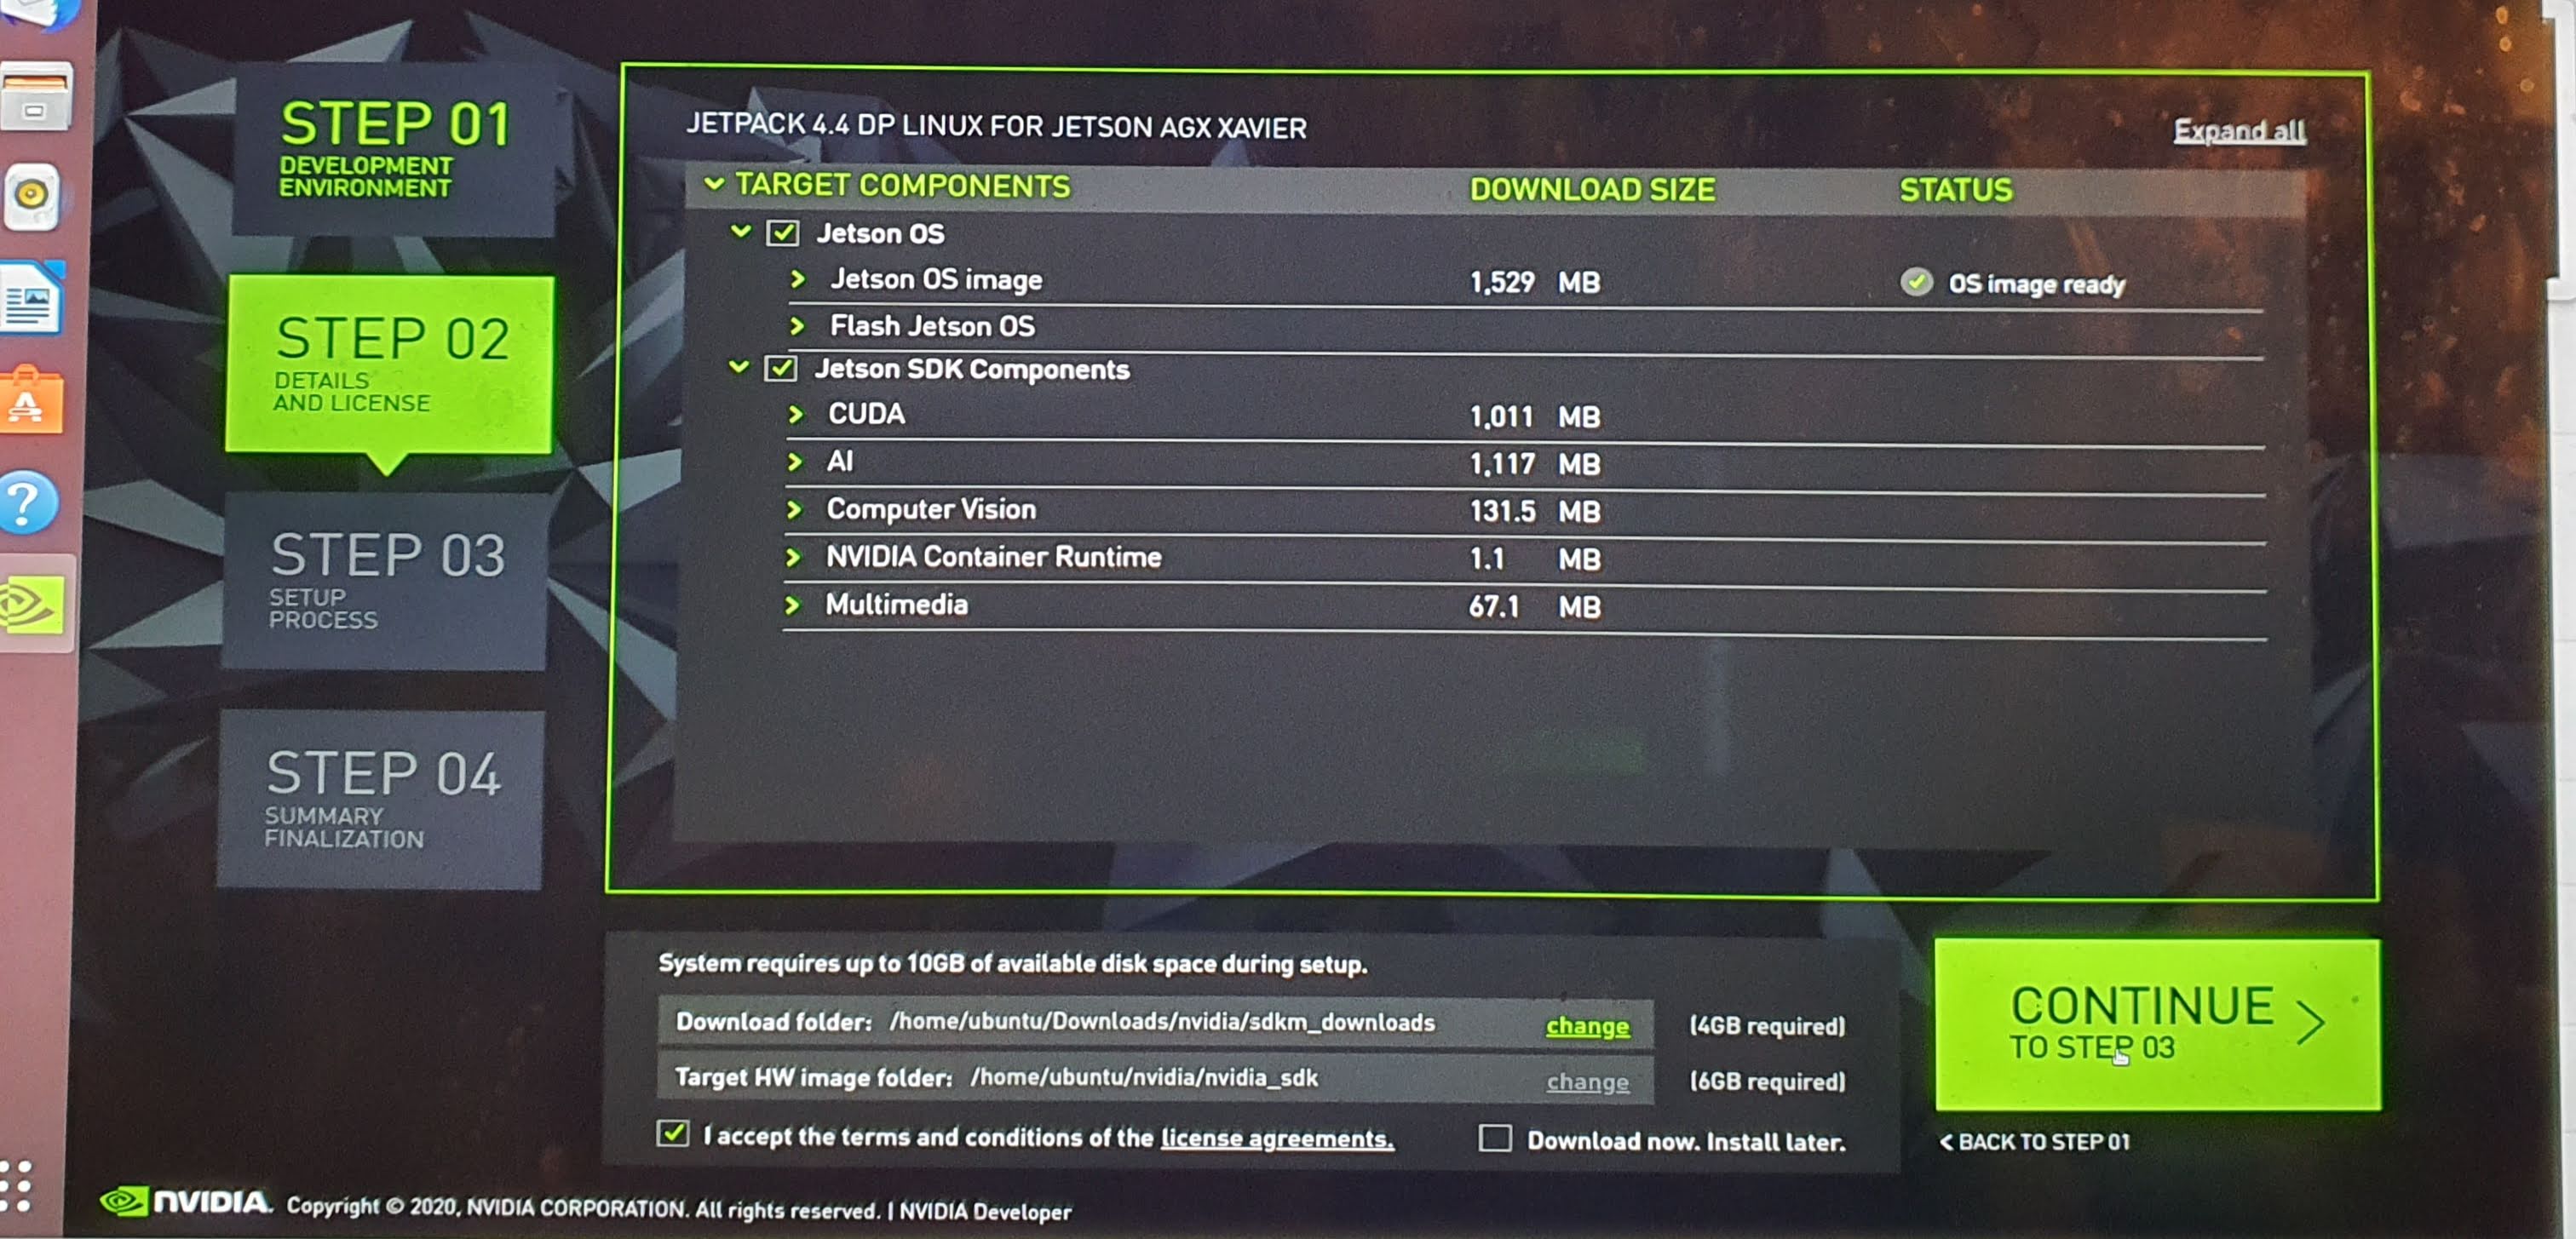 STEP 01
DEVELOPMENT
ENVIRONMENT
STEP 02
DETAILS
AND LICENSE
STEP 03
SETUP
PROCESS
STEP 04
SUMMARY
FINALIZATION
JETPACK 4.4 DP LINUX FOR JETSON AGX XAVIER
Expand all
TARGET COMPONENTS DOWNLOAD SIZE STATUS
Jetson OS
Jetson OS image 1,529 MB OS image ready
Flash Jetson OS
Jetson SDK Components
CUDA 1,011 MB
AI 1,117 MB
Computer Vision 131.5 MB
NVIDIA Container Runtime 1.1 MB
Multimedia 67.1 MB
System requires up to 10GB of available disk space during setup.
Download folder: /home/ubuntu/Downloads/nvidia/sdkm_downloads change (4GB required)
Target HW image folder: /home/ubuntu/nvidia/nvidia_sdk change (6GB required)
I accept the terms and conditions of the license agreements. Download now. Install later.
CONTINUE >
TO STEP 03
< BACK TO STEP 01
NVIDIA. Copyright © 2020, NVIDIA CORPORATION. All rights reserved. | NVIDIA Developer